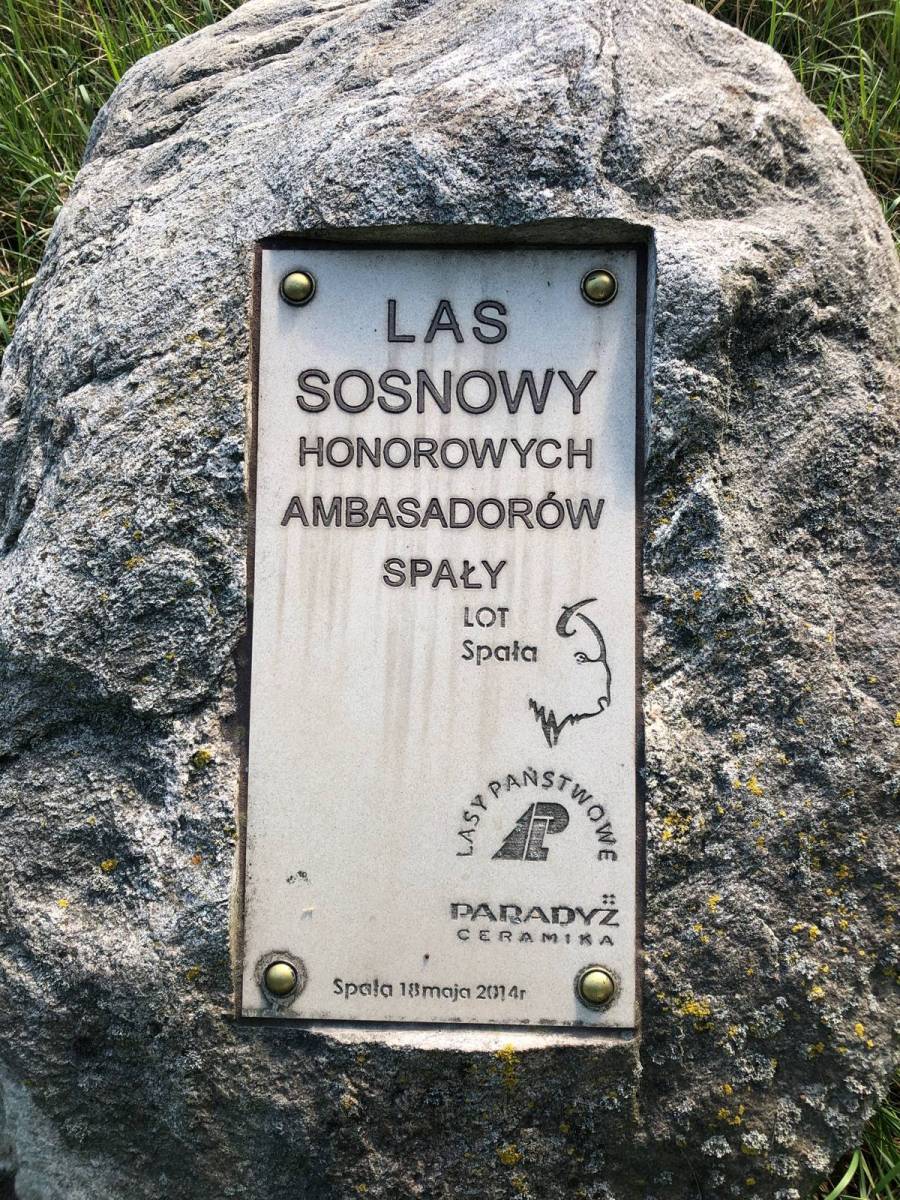 LAS
SOSNOWY
HONOROWYCH
AMBASADORÓW
SPAŁY
LOT
Spała
LASY PAŃSTWOWE
PARADYŻ
CERAMIKA
Spała 18 maja 2014r